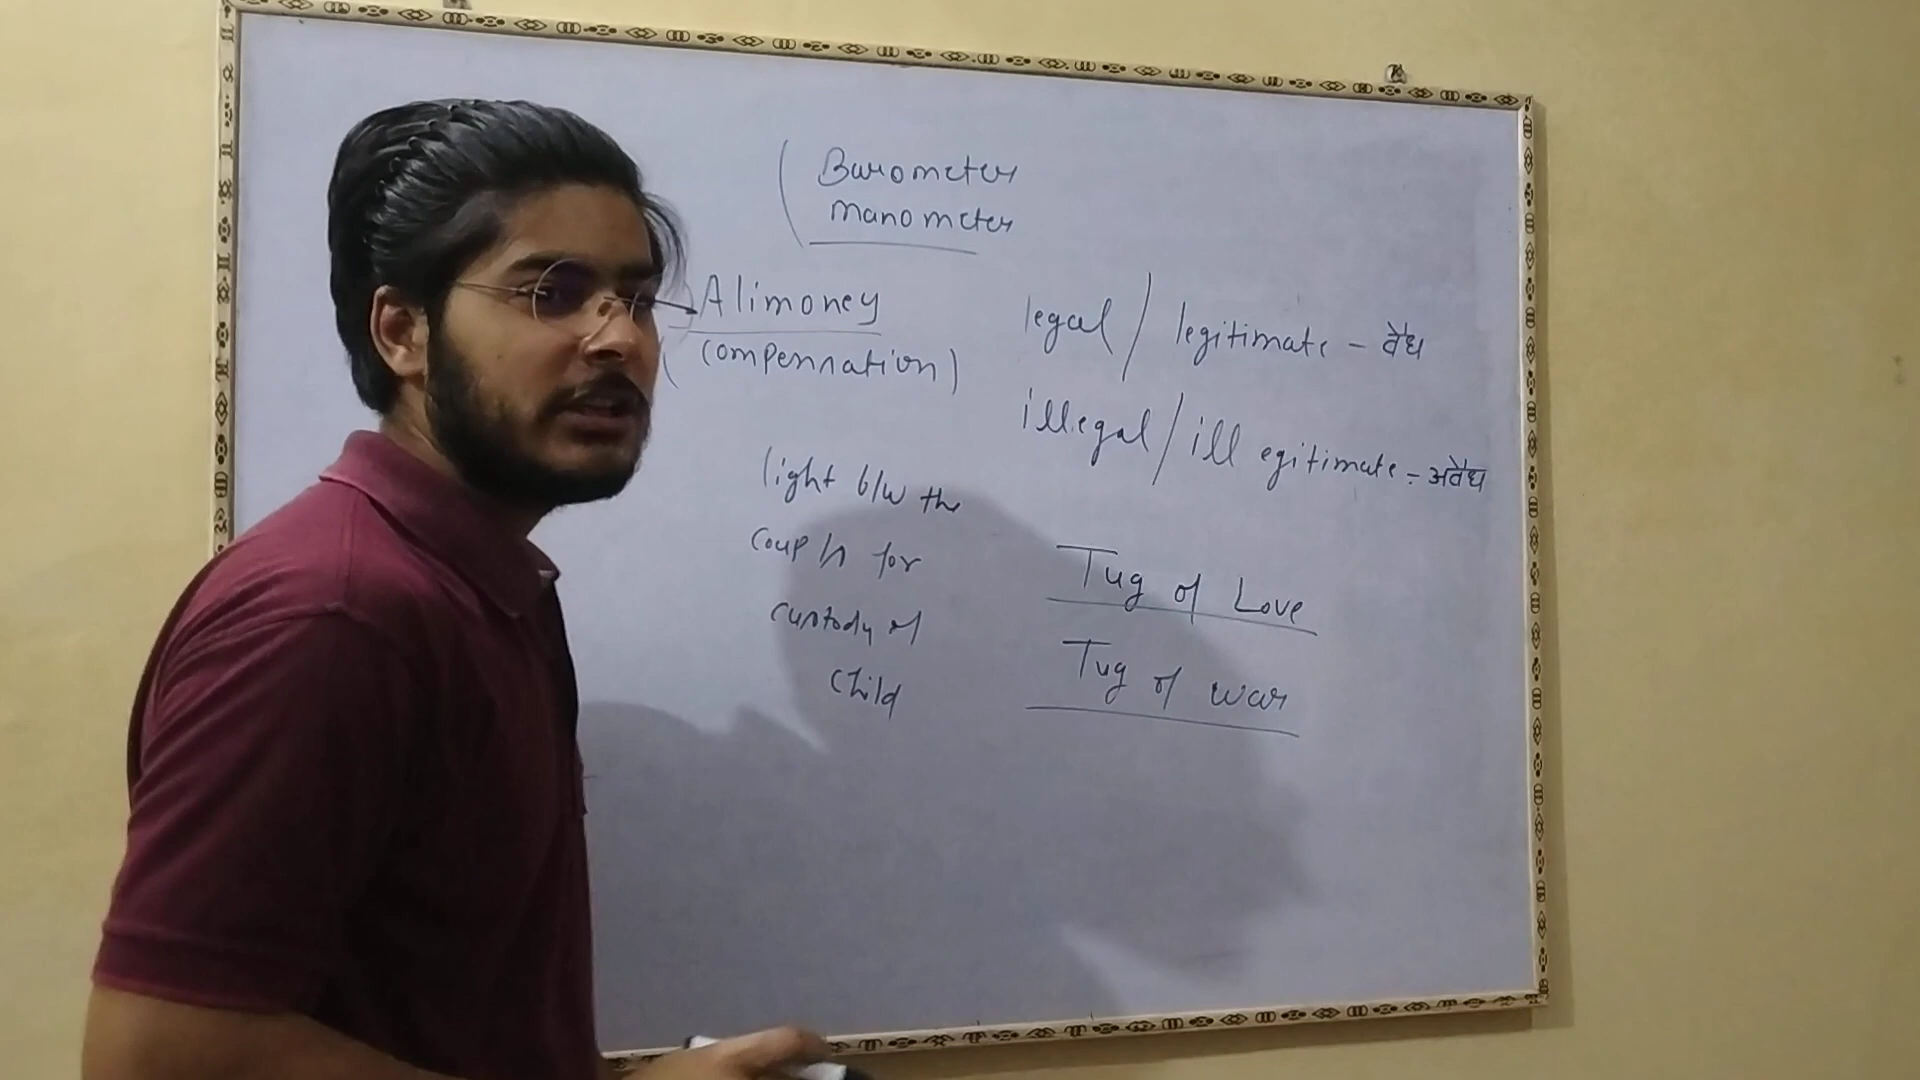 Barometer
manometer
Alimoney
(compensation)
legal / legitimate - वैध
illegal / ill egitimate - अवैध
light b/w the
couple for
custody of
child
Tug of Love
Tug of war